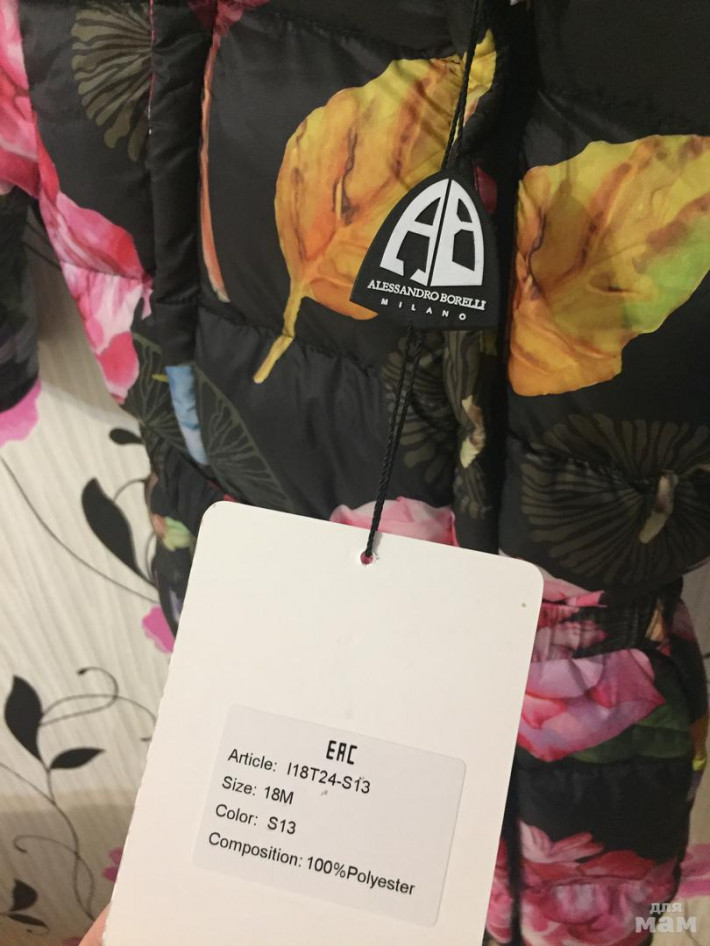 AB
ALESSANDRO BORELLI
MILANO
EAC
Article: I18T24-S13
Size: 18M
Color: S13
Composition: 100%Polyester
для
мам